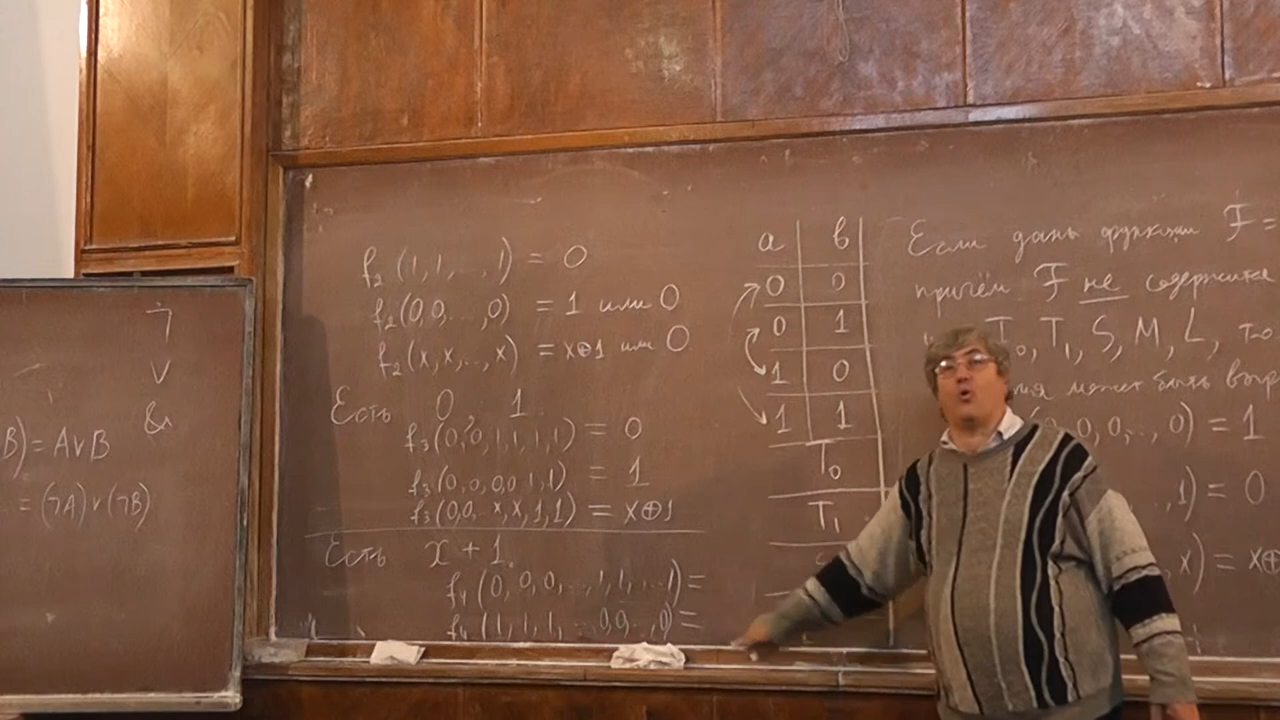 ¬
∨
&
B) = A∨B
= (¬A)∨(¬B)
f₂(1,1,...,1) = 0
f₂(0,0,...,0) = 1 или 0
f₂(x,x,...,x) = x⊕1 или 0
Есть 0, 1
f₃(0,0,1,1,1,1) = 0
f₃(0,0,0,0,1,1) = 1
f₃(0,0,x,x,1,1) = x⊕1
Есть x + 1.
f₄(0,0,0,...,1,1,...,1) =
f₄(1,1,1,...,0,0,...,0) =
a в
0 0
0 1
1 0
1 1
T₀
T₁
Если даны функции F =
причём F не содержится
T₀, T₁, S, M, L, то
может быть выр
0,0,...,0) = 1
,1) = 0
,x) = x⊕